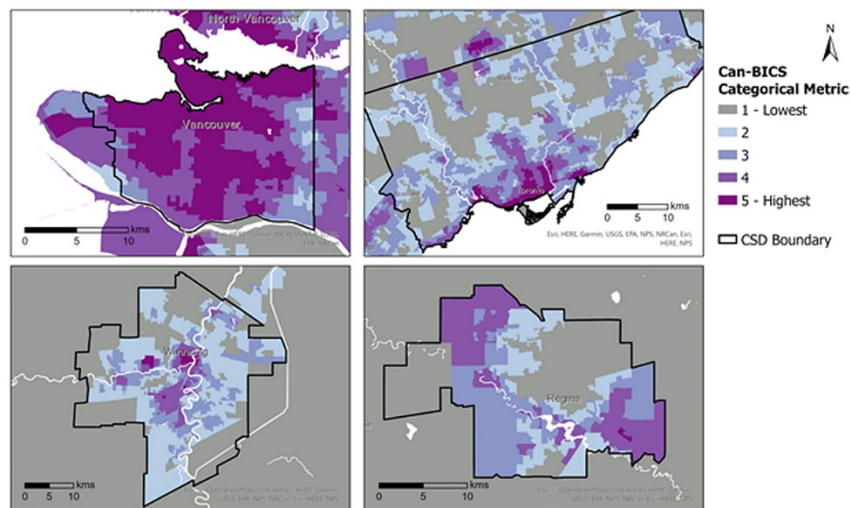 North Vancouver
Vancouver
0 5 10
kms
Toronto
0 5 10
kms
Esri, HERE, Garmin, USGS, EPA, NPS, NRCan, Esri,
HERE, NPS
N
Can-BICS
Categorical Metric
1 - Lowest
2
3
4
5 - Highest
CSD Boundary
Winnipeg
0 5 10
kms
Regina
0 5 10
kms